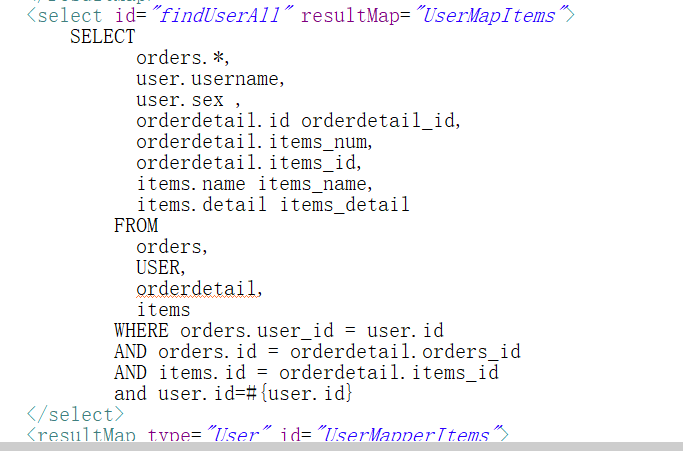 <select id="findUserAll" resultMap="UserMapItems">
SELECT
orders.*,
user.username,
user.sex ,
orderdetail.id orderdetail_id,
orderdetail.items_num,
orderdetail.items_id,
items.name items_name,
items.detail items_detail
FROM
orders,
USER,
orderdetail,
items
WHERE orders.user_id = user.id
AND orders.id = orderdetail.orders_id
AND items.id = orderdetail.items_id
and user.id=#{user.id}
</select>
<resultMap type="User" id="UserMapperItems">